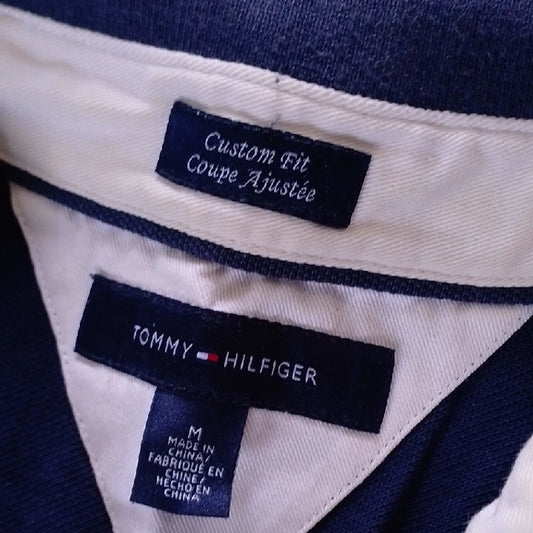 Custom Fit
Coupe Ajustée
TOMMY HILFIGER
M
MADE IN
CHINA/
FABRIQUÉ EN
CHINE/
HECHO EN
CHINA